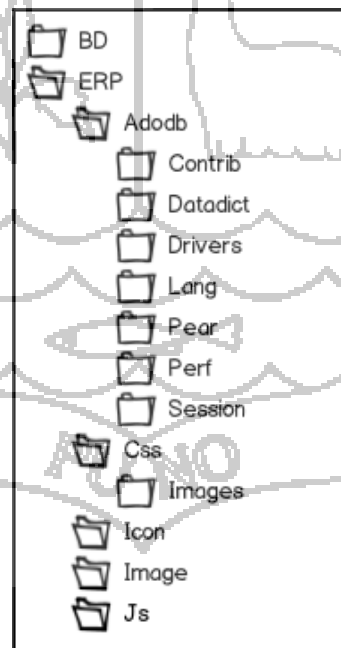 BD
ERP
Adodb
Contrib
Datadict
Drivers
Lang
Pear
Perf
Session
Css
Images
Icon
Image
Js